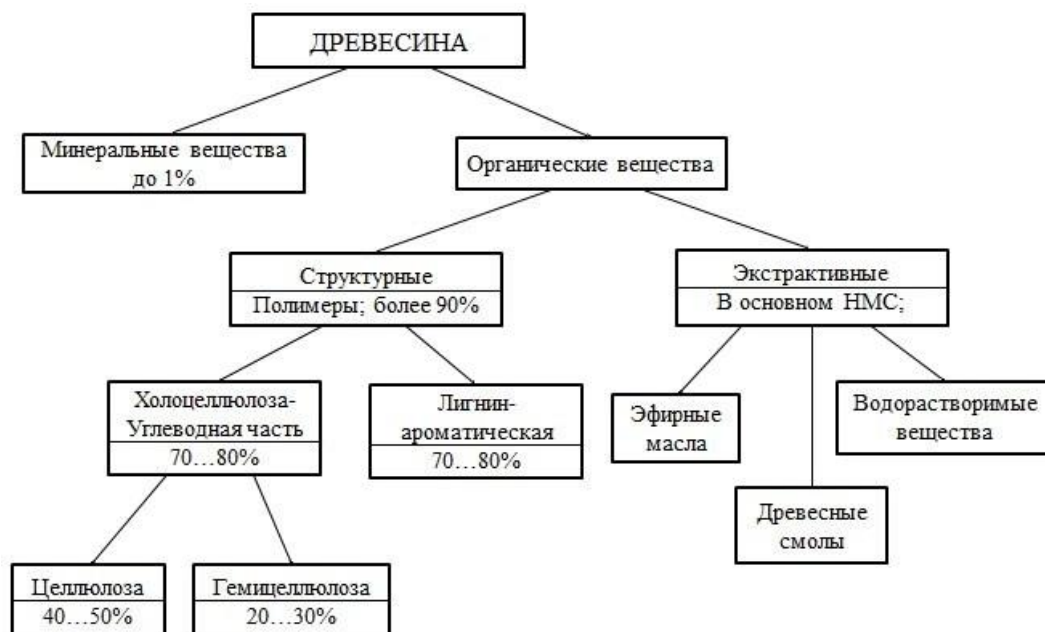 ДРЕВЕСИНА
Минеральные вещества
до 1%
Органические вещества
Структурные
Полимеры; более 90%
Экстрактивные
В основном НМС;
Холоцеллюлоза-
Углеводная часть
70...80%
Лигнин-
ароматическая
70...80%
Эфирные
масла
Водорастворимые
вещества
Древесные
смолы
Целлюлоза
40...50%
Гемицеллюлоза
20...30%